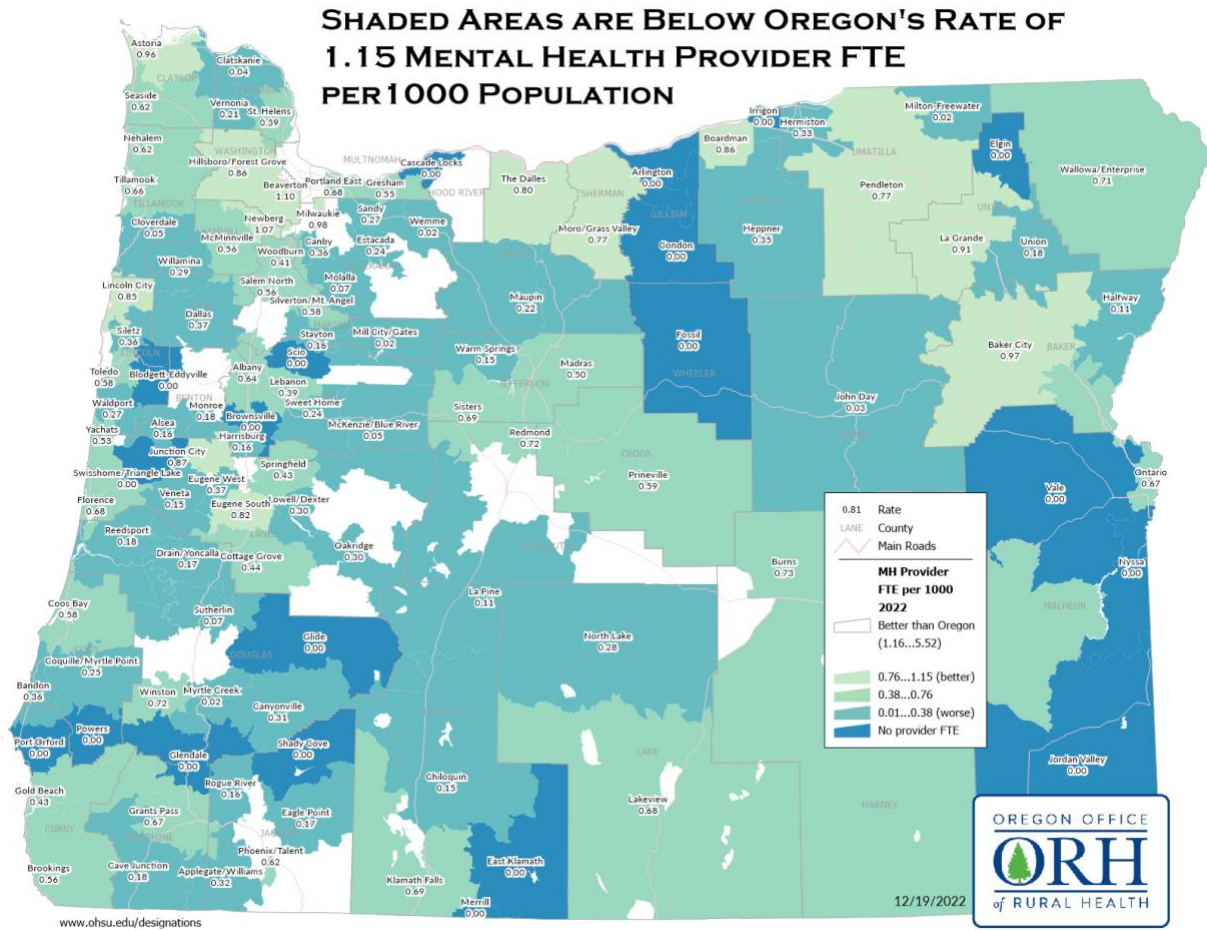 SHADED AREAS ARE BELOW OREGON'S RATE OF
1.15 MENTAL HEALTH PROVIDER FTE
PER1000 POPULATION
Astoria
0.96
Clatskanie
0.04
CLATSOP
Seaside
0.62
Vernonia
0.21
St. Helens
0.39
Nehalem
0.62
WASHINGTON
Hillsboro/Forest Grove
0.86
MULTNOMAH
Cascade Locks
0.00
HOOD RIVER
Tillamook
0.66
TILLAMOOK
Beaverton
1.10
Portland East
0.68
Gresham
0.55
The Dalles
0.80
SHERMAN
Moro/Grass Valley
0.77
Arlington
0.00
GILLIAM
Condon
0.00
Boardman
0.86
Irrigon
0.00
Hermiston
0.33
Milton-Freewater
0.02
Elgin
0.00
UMATILLA
Pendleton
0.77
Wallowa/Enterprise
0.71
Heppner
0.35
La Grande
0.91
Union
0.18
Halfway
0.11
Baker City
0.97
BAKER
Cloverdale
0.05
Newberg
1.07
Milwaukie
0.98
Sandy
0.27
Wemme
0.02
McMinnville
0.56
Canby
0.36
Estacada
0.24
Woodburn
0.41
Willamina
0.29
Molalla
0.07
Salem North
0.56
Silverton/Mt. Angel
0.58
Lincoln City
0.85
Dallas
0.37
Maupin
0.22
Siletz
0.36
LINCOLN
Stayton
0.16
Mill City/Gates
0.02
Scio
0.00
Warm Springs
0.15
Madras
0.50
JEFFERSON
Fossil
0.00
WHEELER
John Day
0.03
Toledo
0.58
Blodgett-Eddyville
0.00
BENTON
Albany
0.64
Lebanon
0.39
Sweet Home
0.24
Waldport
0.27
Monroe
0.18
Brownsville
0.00
Sisters
0.69
Redmond
0.72
CROOK
Prineville
0.59
McKenzie/Blue River
0.05
Yachats
0.53
Alsea
0.16
Harrisburg
0.16
Junction City
0.87
Swisshome/Triangle Lake
0.00
Springfield
0.43
Eugene West
0.37
Veneta
0.15
Florence
0.68
Eugene South
0.82
Lowell/Dexter
0.30
LANE
Reedsport
0.18
Drain/Yoncalla
0.17
Cottage Grove
0.44
Oakridge
0.30
La Pine
0.11
Burns
0.73
Vale
0.00
Ontario
0.67
Nyssa
0.00
MALHEUR
Coos Bay
0.58
Sutherlin
0.07
Glide
0.00
DOUGLAS
North Lake
0.28
Coquille/Myrtle Point
0.25
Bandon
0.36
Winston
0.72
Myrtle Creek
0.02
Canyonville
0.31
Port Orford
0.00
Powers
0.00
Glendale
0.00
Shady Cove
0.00
LAKE
Jordan Valley
0.00
Gold Beach
0.43
CURRY
Grants Pass
0.67
Rogue River
0.16
Eagle Point
0.17
Chiloquin
0.15
Lakeview
0.68
HARNEY
Phoenix/Talent
0.62
Brookings
0.56
Cave Junction
0.18
Applegate/Williams
0.32
Klamath Falls
0.69
East Klamath
0.00
Merrill
0.00
0.81 Rate
LANE County
Main Roads
MH Provider
FTE per 1000
2022
Better than Oregon
(1.16...5.52)
0.76...1.15 (better)
0.38...0.76
0.01...0.38 (worse)
No provider FTE
12/19/2022
OREGON OFFICE
ORH
of RURAL HEALTH
www.ohsu.edu/designations